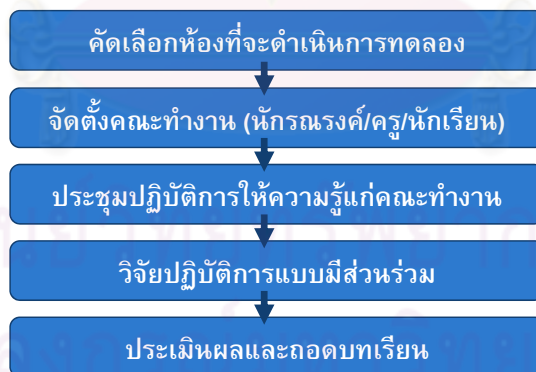 คัดเลือกห้องที่จะดำเนินการทดลอง
จัดตั้งคณะทำงาน (นักรณรงค์/ครู/นักเรียน)
ประชุมปฏิบัติการให้ความรู้แก่คณะทำงาน
วิจัยปฏิบัติการแบบมีส่วนร่วม
ประเมินผลและถอดบทเรียน